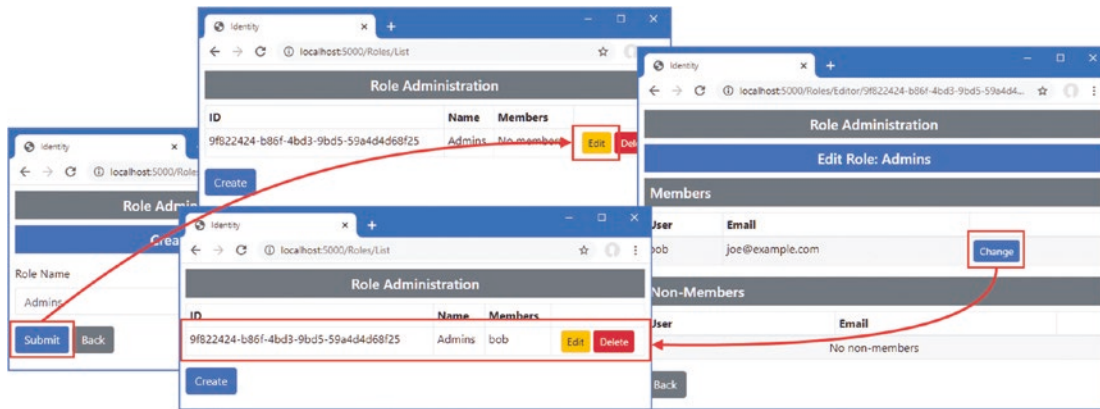 Identity
localhost:5000/Roles/List
Role Administration
ID Name Members
9f822424-b86f-4bd3-9bd5-59a4d4d68f25 Admins No members Edit
Create
Identity
localhost:5000/Role
Role Admin
Role Name
Admins
Submit Back
Identity
localhost:5000/Roles/List
Role Administration
ID Name Members
9f822424-b86f-4bd3-9bd5-59a4d4d68f25 Admins bob Edit Delete
Create
Identity
localhost:5000/Roles/Editor/9f822424-b86f-4bd3-9bd5-59a4d4...
Role Administration
Edit Role: Admins
Members
User Email
bob joe@example.com Change
Non-Members
User Email
No non-members
Back